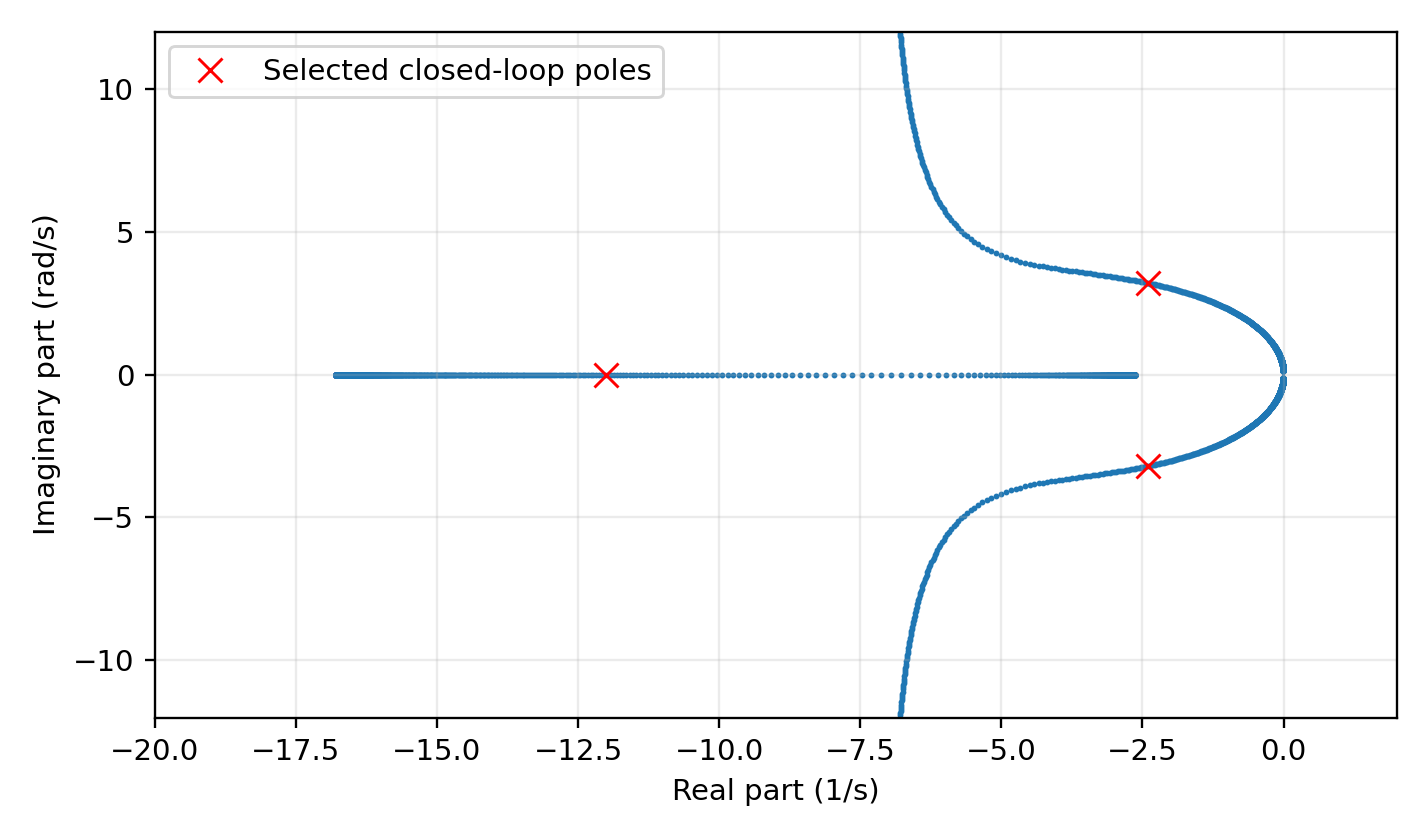 Selected closed-loop poles
10
5
0
−5
−10
Imaginary part (rad/s)
−20.0 −17.5 −15.0 −12.5 −10.0 −7.5 −5.0 −2.5 0.0
Real part (1/s)